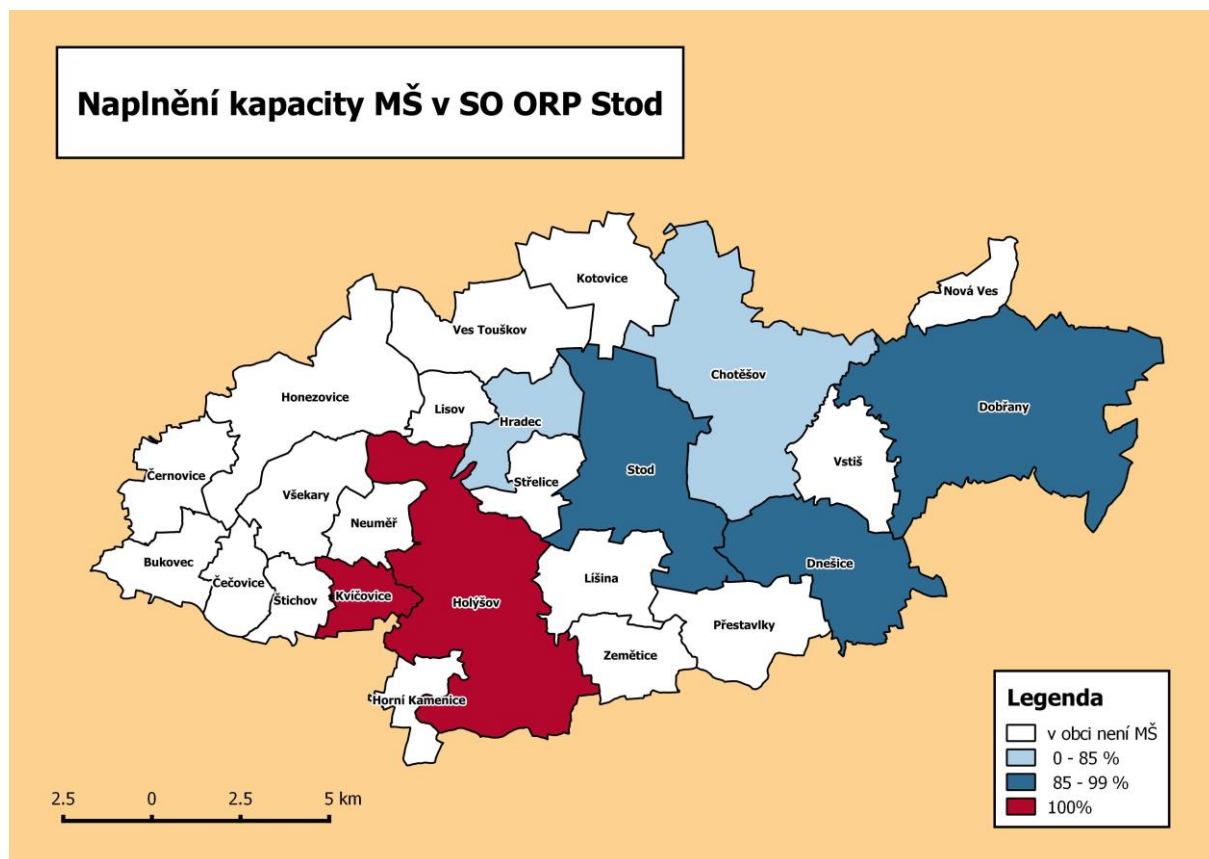 Naplnění kapacity MŠ v SO ORP Stod
Kotovice
Nová Ves
Ves Touškov
Chotěšov
Honezovice
Lisov
Dobřany
Hradec
Vstiš
Stod
Černovice
Střelice
Všekary
Neuměř
Bukovec
Dnešice
Líšina
Čečovice
Kvíčovice
Štichov
Holýšov
Přestavlky
Zemětice
Horní Kamenice
Legenda
v obci není MŠ
0 - 85 %
85 - 99 %
100%
2.5 0 2.5 5 km